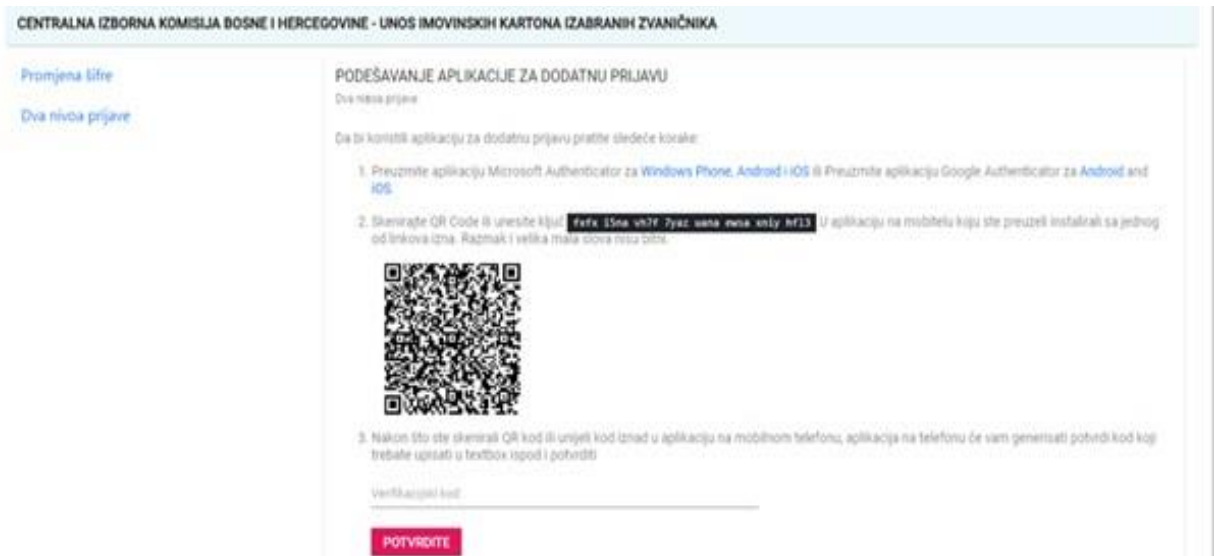 CENTRALNA IZBORNA KOMISIJA BOSNE I HERCEGOVINE - UNOS IMOVINSKIH KARTONA IZABRANIH ZVANIČNIKA
Promjena šifre
Dva nivoa prijave
PODEŠAVANJE APLIKACIJE ZA DODATNU PRIJAVU
Dva nivoa prijave
Da bi koristili aplikaciju za dodatnu prijavu pratite sledeće korake:
1. Preuzmite aplikaciju Microsoft Authenticator za Windows Phone, Android i iOS ili Preuzmite aplikaciju Google Authenticator za Android and
iOS.
2. Skenirajte QR Code ili unesite ključ U aplikaciju na mobitelu koju ste preuzeli instalirali sa jednog
od linkova izna. Razmak i velika mala slova nisu bitni.
3. Nakon što ste skenirali QR kod ili unijeli kod iznad u aplikaciju na mobilnom telefonu, aplikacija na telefonu će vam generisati potvrdi kod koji
trebate upisati u textbox ispod i potvrditi
Verifikacijski kod
POTVRDITE